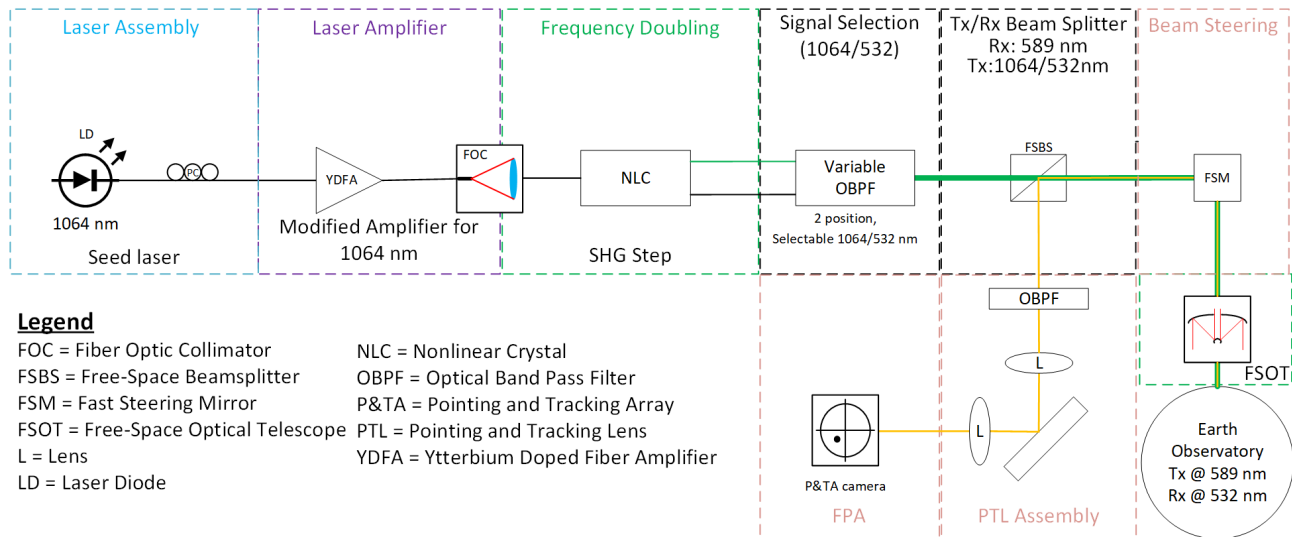 Laser Assembly
Laser Amplifier
Frequency Doubling
Signal Selection
(1064/532)
Tx/Rx Beam Splitter
Rx: 589 nm
Tx:1064/532nm
Beam Steering
LD
PC
1064 nm
Seed laser
YDFA
Modified Amplifier for
1064 nm
FOC
NLC
SHG Step
Variable
OBPF
2 position,
Selectable 1064/532 nm
FSBS
FSM
OBPF
L
L
P&TA camera
FPA
PTL Assembly
FSOT
Earth
Observatory
Tx @ 589 nm
Rx @ 532 nm
Legend
FOC = Fiber Optic Collimator
FSBS = Free-Space Beamsplitter
FSM = Fast Steering Mirror
FSOT = Free-Space Optical Telescope
L = Lens
LD = Laser Diode
NLC = Nonlinear Crystal
OBPF = Optical Band Pass Filter
P&TA = Pointing and Tracking Array
PTL = Pointing and Tracking Lens
YDFA = Ytterbium Doped Fiber Amplifier